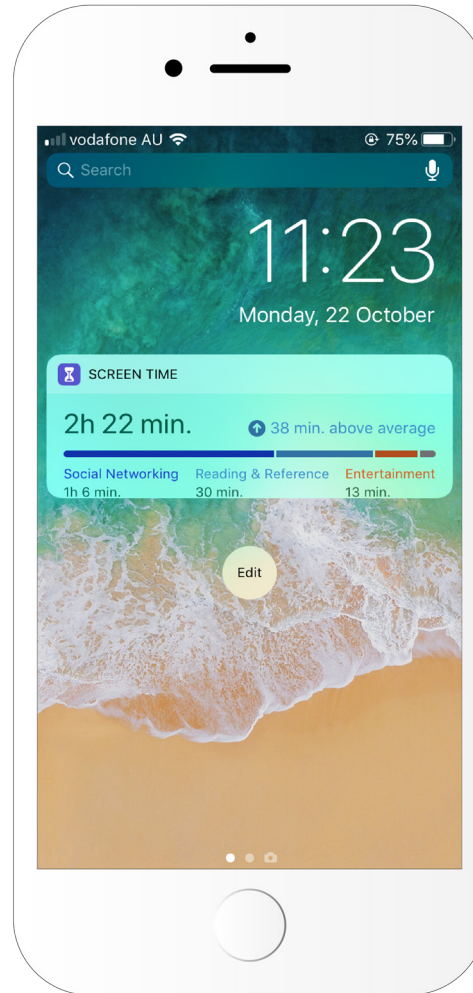 vodafone AU 75%
Search
11:23
Monday, 22 October
SCREEN TIME
2h 22 min. 38 min. above average
Social Networking Reading & Reference Entertainment
1h 6 min. 30 min. 13 min.
Edit